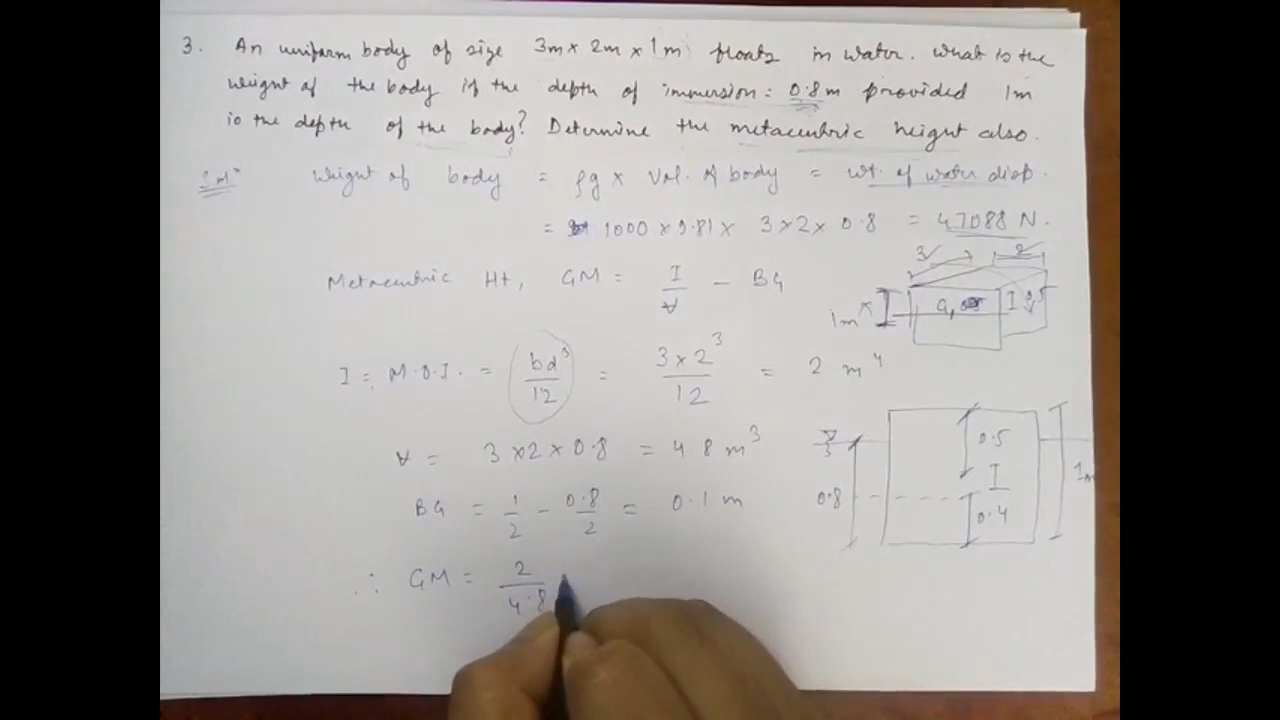 3. An uniform body of size 3m × 2m × 1m floats in water. What is the
weight of the body if the depth of immersion = 0.8m provided 1m
is the depth of the body? Determine the metacentric height also.
Solⁿ Weight of body = ρg × Vol. of body = wt. of water disp.
= 1000 × 9.81 × 3×2×0.8 = 47088 N.
Metacentric Ht, GM = I/∀ - BG
3 2
1m G, I 0.5
I = M.O.I. = bd³/12 = 3×2³/12 = 2 m⁴
∀ = 3×2×0.8 = 4.8 m³
BG = 1/2 - 0.8/2 = 0.1 m
0.5
1m
0.8
0.4
∴ GM = 2/4.8